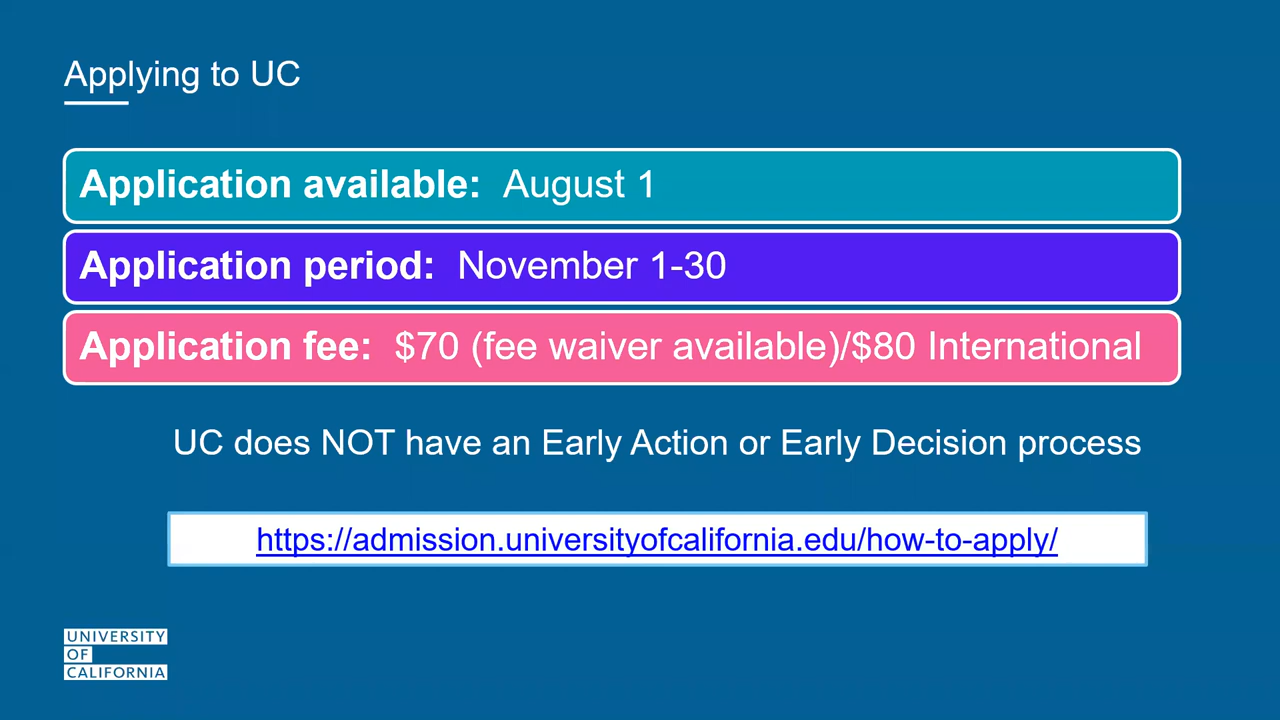 Applying to UC
Application available: August 1
Application period: November 1-30
Application fee: $70 (fee waiver available)/$80 International
UC does NOT have an Early Action or Early Decision process
https://admission.universityofcalifornia.edu/how-to-apply/
UNIVERSITY
OF
CALIFORNIA